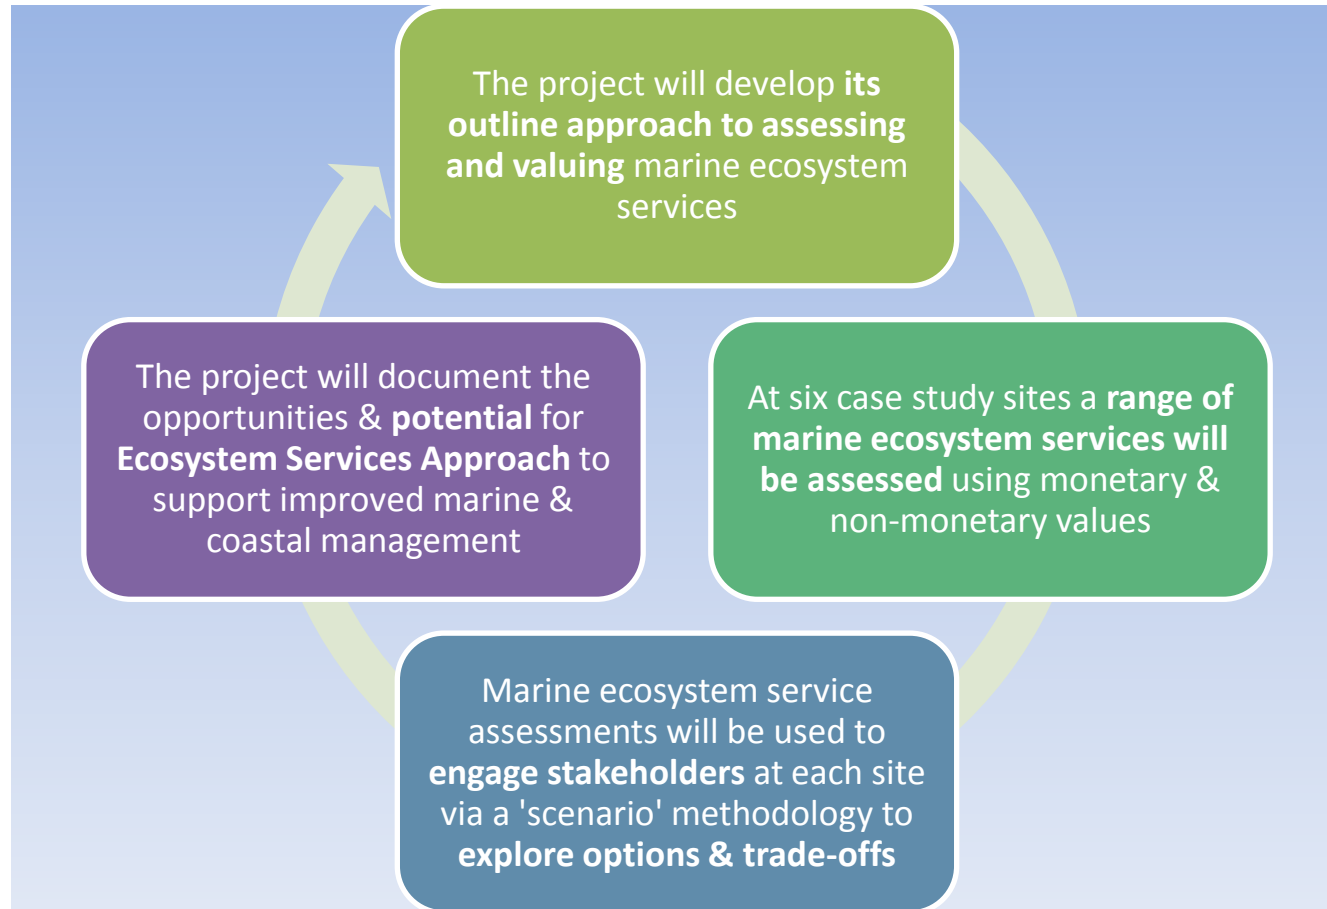 The project will develop its
outline approach to assessing
and valuing marine ecosystem
services
At six case study sites a range of
marine ecosystem services will
be assessed using monetary &
non-monetary values
Marine ecosystem service
assessments will be used to
engage stakeholders at each site
via a 'scenario' methodology to
explore options & trade-offs
The project will document the
opportunities & potential for
Ecosystem Services Approach to
support improved marine &
coastal management